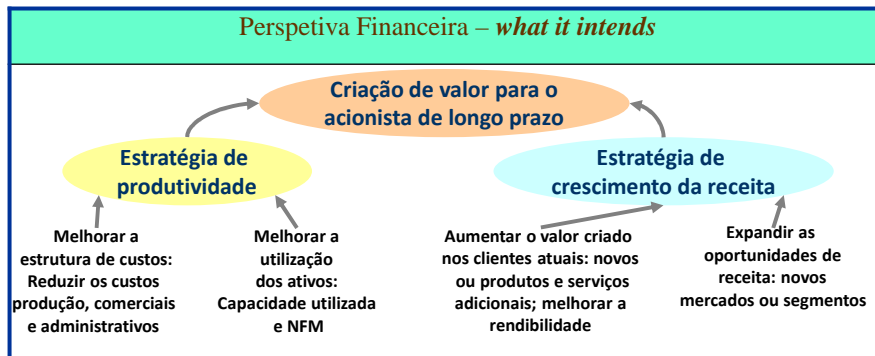 Perspetiva Financeira – what it intends
Criação de valor para o
acionista de longo prazo
Estratégia de
produtividade
Estratégia de
crescimento da receita
Melhorar a
estrutura de custos:
Reduzir os custos
produção, comerciais
e administrativos
Melhorar a
utilização
dos ativos:
Capacidade utilizada
e NFM
Aumentar o valor criado
nos clientes atuais: novos
ou produtos e serviços
adicionais; melhorar a
rendibilidade
Expandir as
oportunidades de
receita: novos
mercados ou segmentos